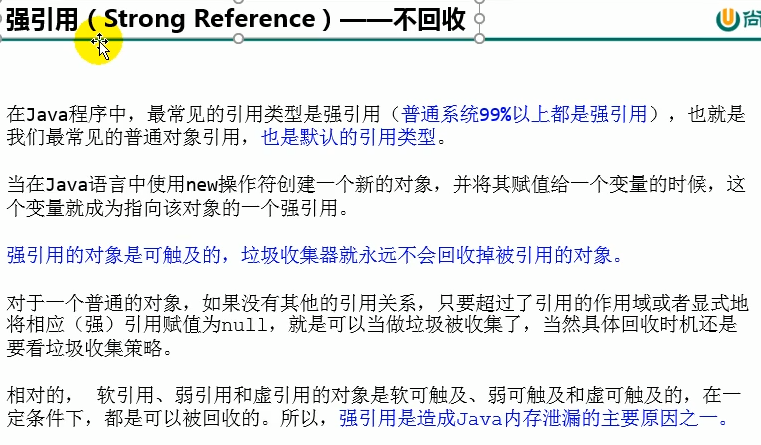 强引用（Strong Reference）——不回收
尚
在Java程序中，最常见的引用类型是强引用（普通系统99%以上都是强引用），也就是
我们最常见的普通对象引用，也是默认的引用类型。
当在Java语言中使用new操作符创建一个新的对象，并将其赋值给一个变量的时候，这
个变量就成为指向该对象的一个强引用。
强引用的对象是可触及的，垃圾收集器就永远不会回收掉被引用的对象。
对于一个普通的对象，如果没有其他的引用关系，只要超过了引用的作用域或者显式地
将相应（强）引用赋值为null，就是可以当做垃圾被收集了，当然具体回收时机还是
要看垃圾收集策略。
相对的， 软引用、弱引用和虚引用的对象是软可触及、弱可触及和虚可触及的，在一
定条件下，都是可以被回收的。所以，强引用是造成Java内存泄漏的主要原因之一。